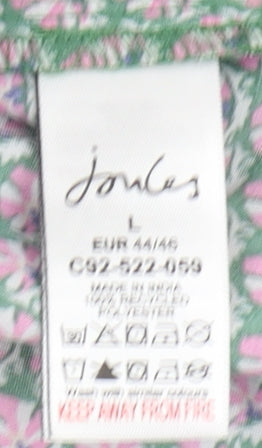 Joules
L
EUR 44/46
C92-522-059
MADE IN INDIA
100% RECYCLED
POLYESTER
Wash with similar colours
KEEP AWAY FROM FIRE